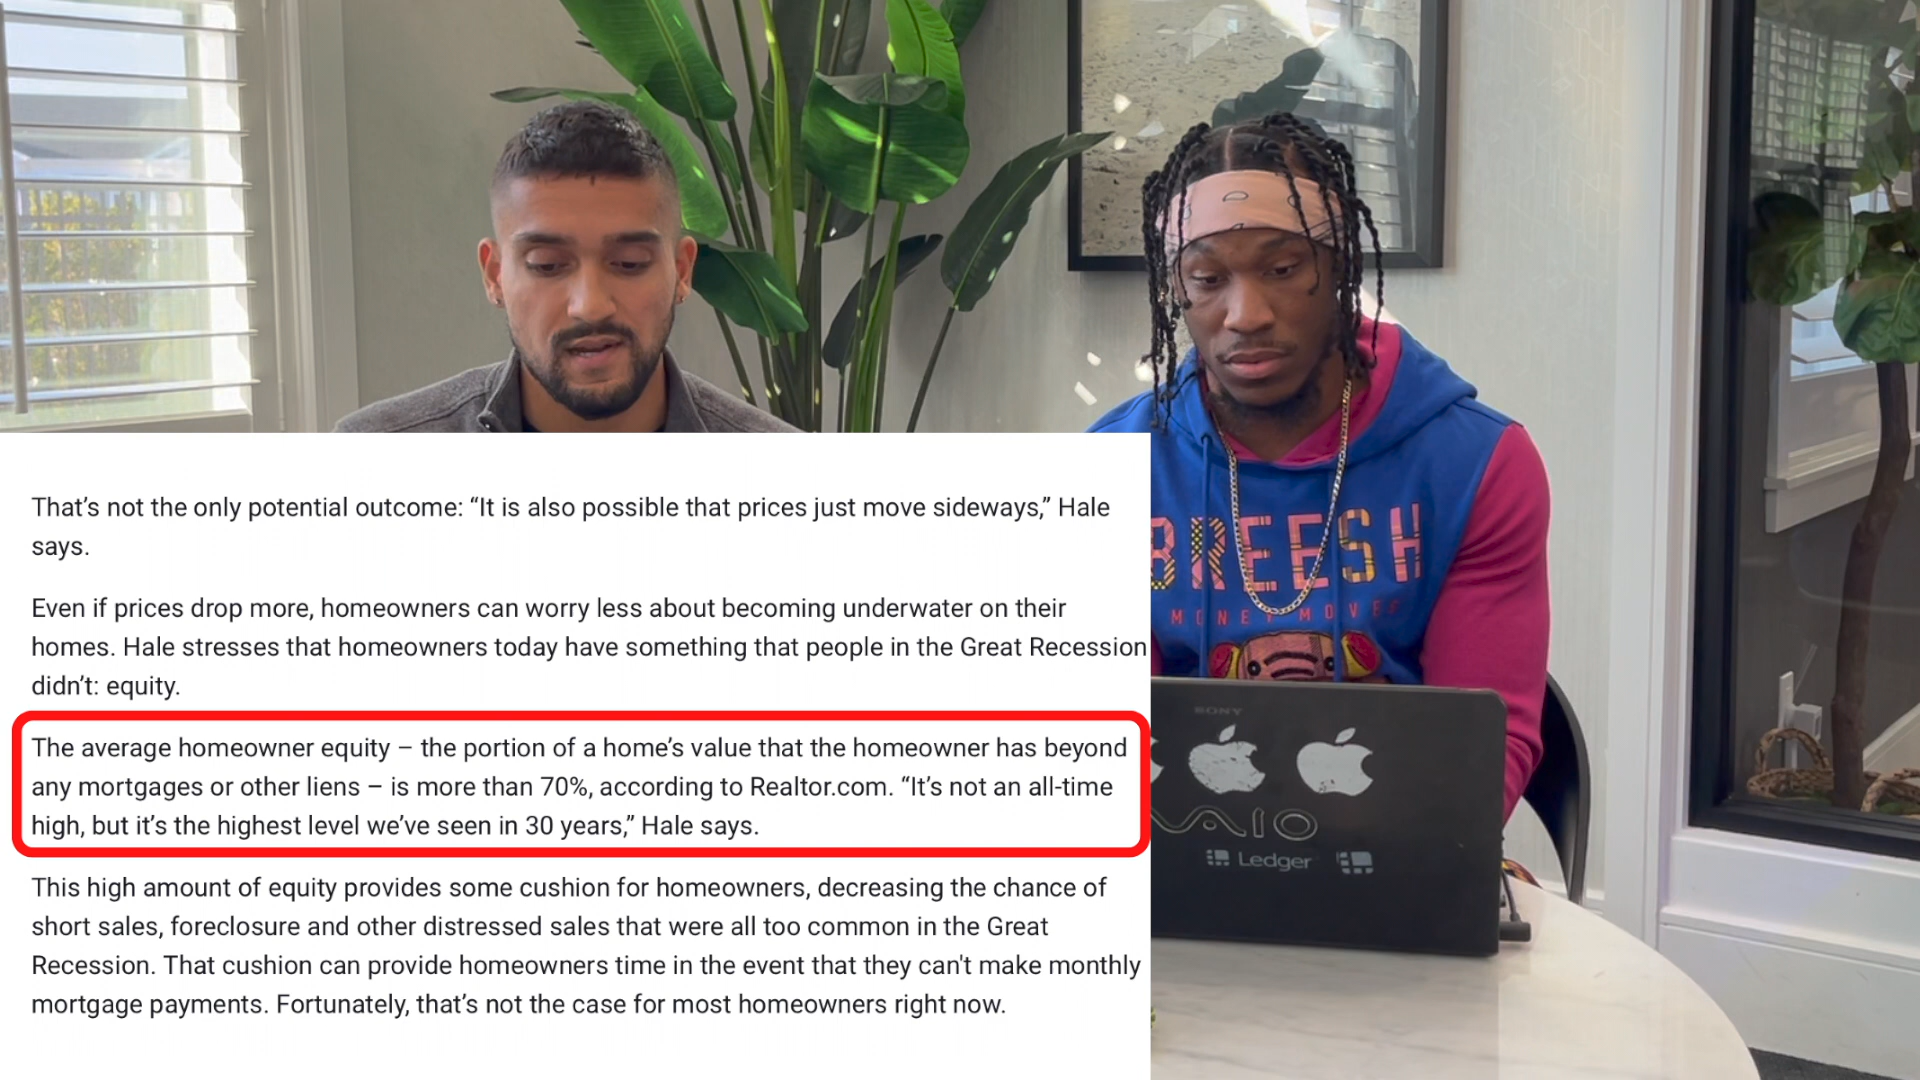 That’s not the only potential outcome: “It is also possible that prices just move sideways,” Hale
says.
Even if prices drop more, homeowners can worry less about becoming underwater on their
homes. Hale stresses that homeowners today have something that people in the Great Recession
didn’t: equity.
The average homeowner equity – the portion of a home’s value that the homeowner has beyond
any mortgages or other liens – is more than 70%, according to Realtor.com. “It’s not an all-time
high, but it’s the highest level we’ve seen in 30 years,” Hale says.
This high amount of equity provides some cushion for homeowners, decreasing the chance of
short sales, foreclosure and other distressed sales that were all too common in the Great
Recession. That cushion can provide homeowners time in the event that they can't make monthly
mortgage payments. Fortunately, that’s not the case for most homeowners right now.
BREESH
MONEY MOVES
SONY
VAIO
Ledger